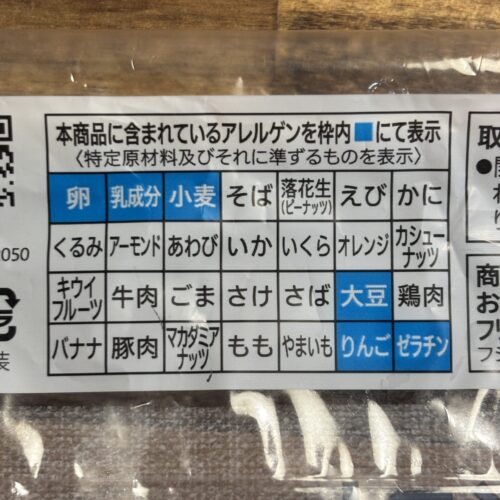 本商品に含まれているアレルゲンを枠内■にて表示
〈特定原材料及びそれに準ずるものを表示〉
卵 乳成分 小麦 そば 落花生(ピーナッツ) えび かに
くるみ アーモンド あわび いか いくら オレンジ カシューナッツ
キウイフルーツ 牛肉 ごま さけ さば 大豆 鶏肉
バナナ 豚肉 マカダミアナッツ もも やまいも りんご ゼラチン
050
装
取
商
お
フリ